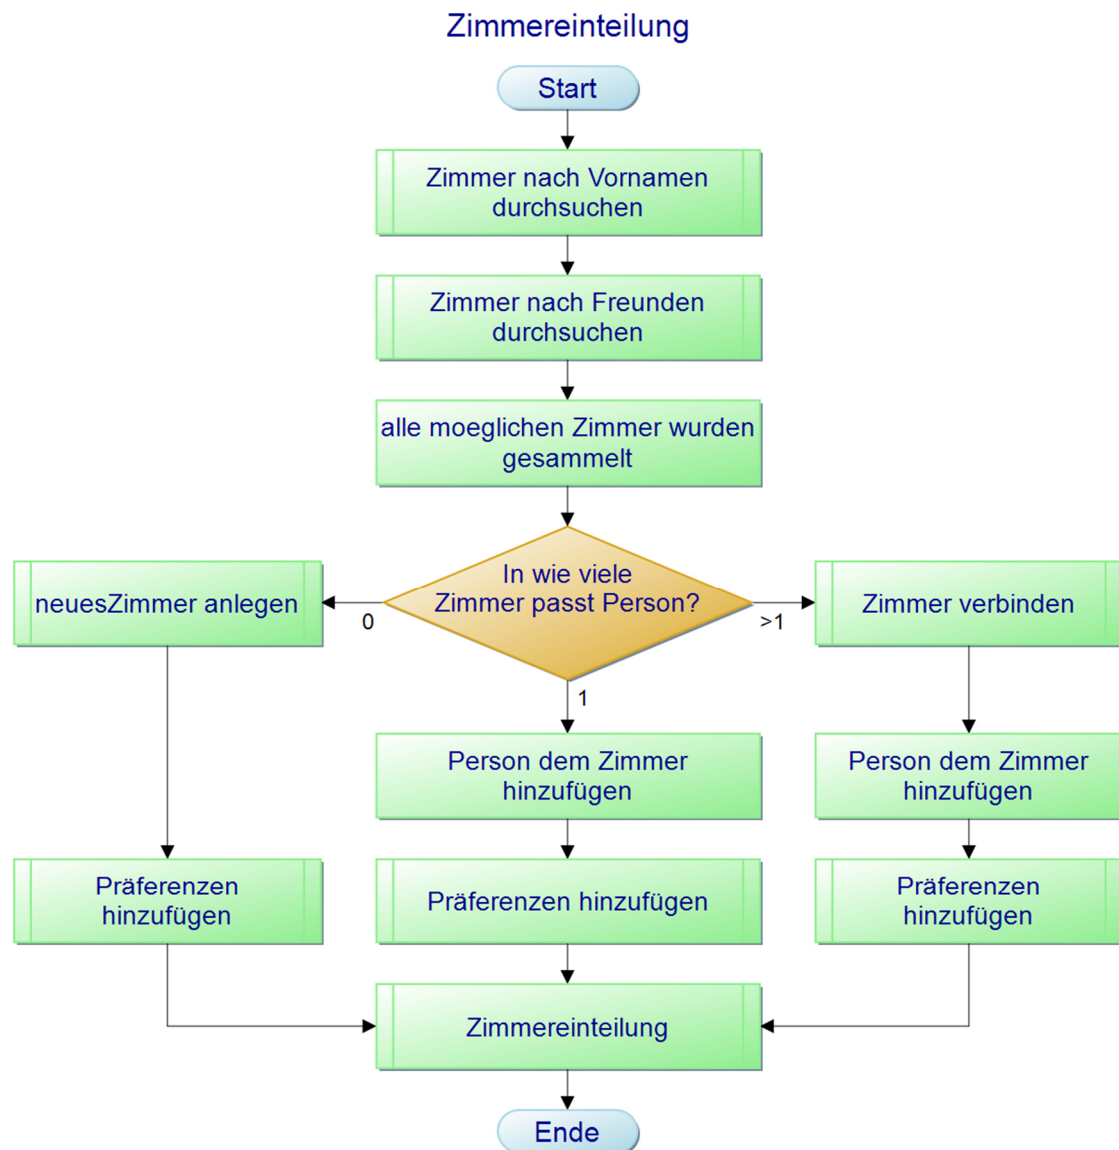 Zimmereinteilung
Start
Zimmer nach Vornamen
durchsuchen
Zimmer nach Freunden
durchsuchen
alle moeglichen Zimmer wurden
gesammelt
In wie viele
Zimmer passt Person?
0
>1
1
neuesZimmer anlegen
Zimmer verbinden
Person dem Zimmer
hinzufügen
Person dem Zimmer
hinzufügen
Präferenzen
hinzufügen
Präferenzen hinzufügen
Präferenzen
hinzufügen
Zimmereinteilung
Ende